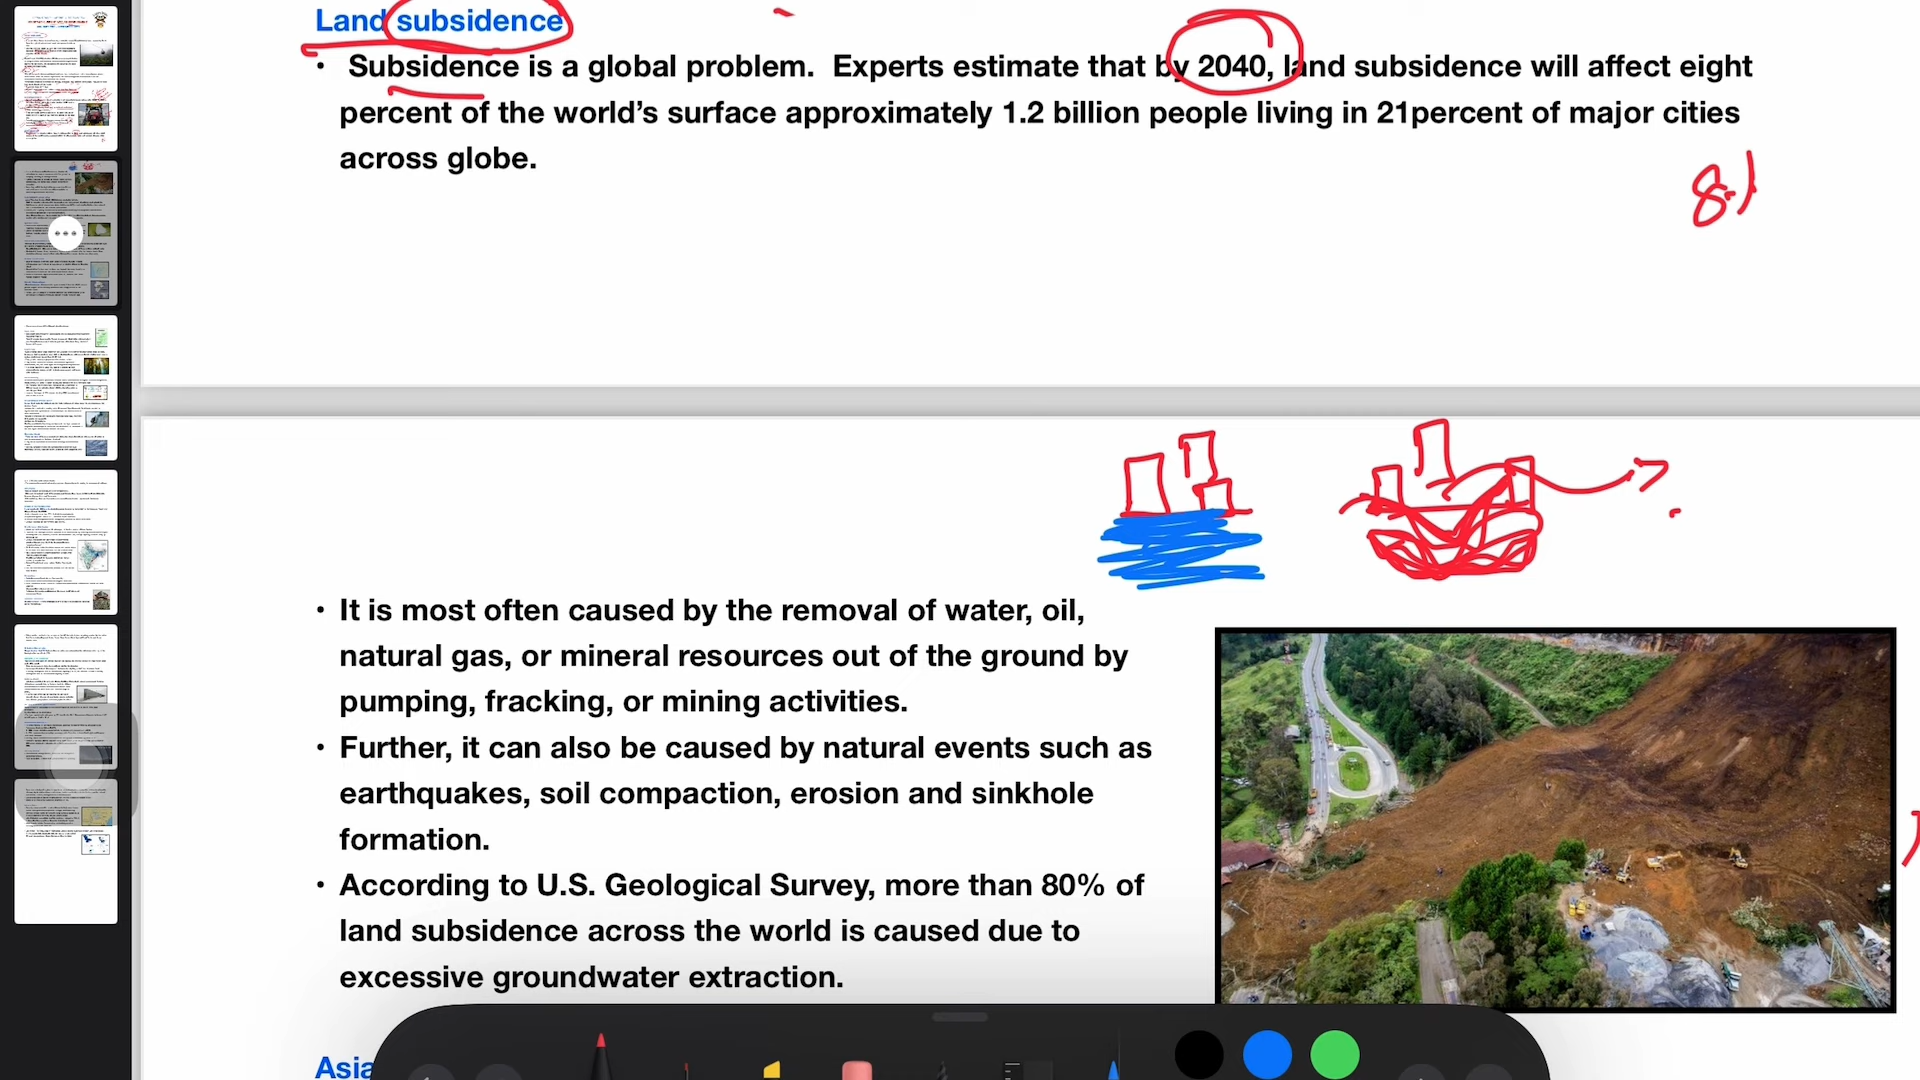 Land subsidence
• Subsidence is a global problem. Experts estimate that by 2040, land subsidence will affect eight
percent of the world’s surface approximately 1.2 billion people living in 21percent of major cities
across globe.
• It is most often caused by the removal of water, oil,
natural gas, or mineral resources out of the ground by
pumping, fracking, or mining activities.
• Further, it can also be caused by natural events such as
earthquakes, soil compaction, erosion and sinkhole
formation.
• According to U.S. Geological Survey, more than 80% of
land subsidence across the world is caused due to
excessive groundwater extraction.
Asia